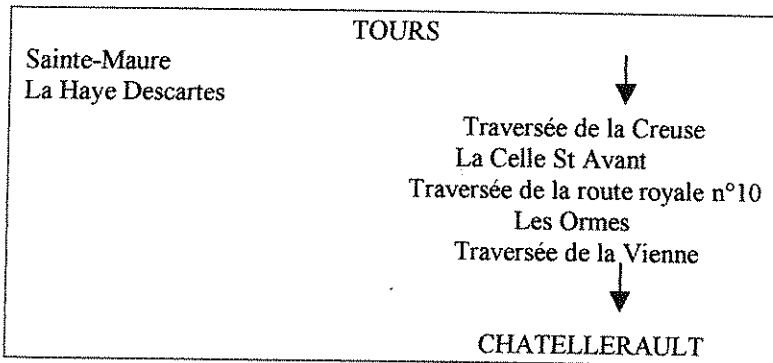 TOURS
Sainte-Maure
La Haye Descartes
Traversée de la Creuse
La Celle St Avant
Traversée de la route royale n°10
Les Ormes
Traversée de la Vienne
CHATELLERAULT